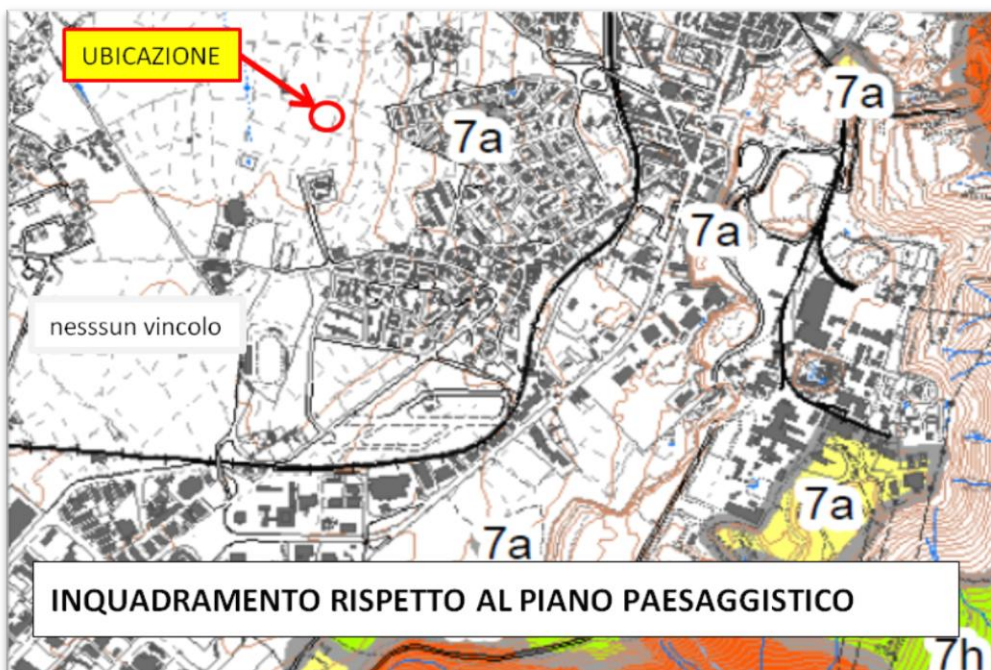 UBICAZIONE
7a
7a
7a
nesssun vincolo
7a
7a
INQUADRAMENTO RISPETTO AL PIANO PAESAGGISTICO
7h